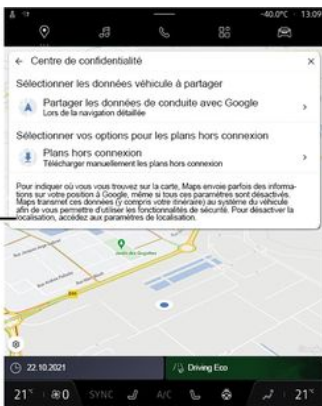 -40.0°C 13:09
← Centre de confidentialité ×
Sélectionner les données véhicule à partager
Partager les données de conduite avec Google
Lors de la navigation détaillée
Sélectionner vos options pour les plans hors connexion
Plans hors connexion
Télécharger manuellement les plans hors connexion
Pour indiquer où vous vous trouvez sur la carte, Maps envoie parfois des informa-
tions sur votre position à Google, même si tous ces paramètres sont désactivés.
Maps transmet ces données (y compris votre itinéraire) au système du véhicule
afin de vous permettre d'utiliser les fonctionnalités de sécurité. Pour désactiver la
localisation, accédez aux paramètres de localisation.
22.10.2021 Driving Eco
21° 0 SYNC A/C 21°